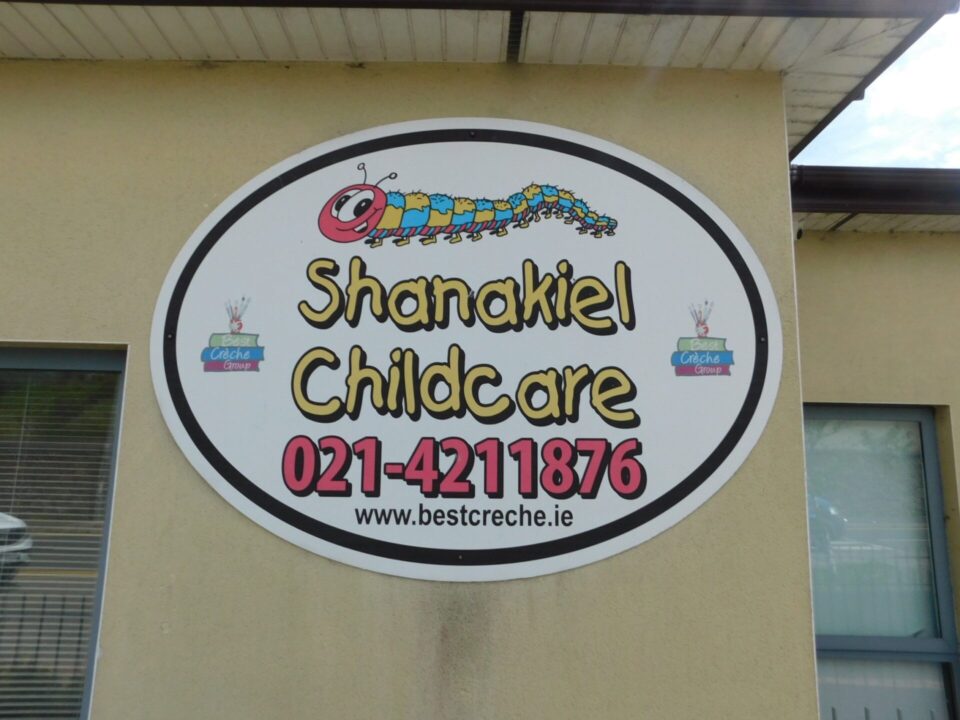 Shanakiel
Childcare
021-4211876
www.bestcreche.ie
Best
Crèche
Group
Best
Crèche
Group